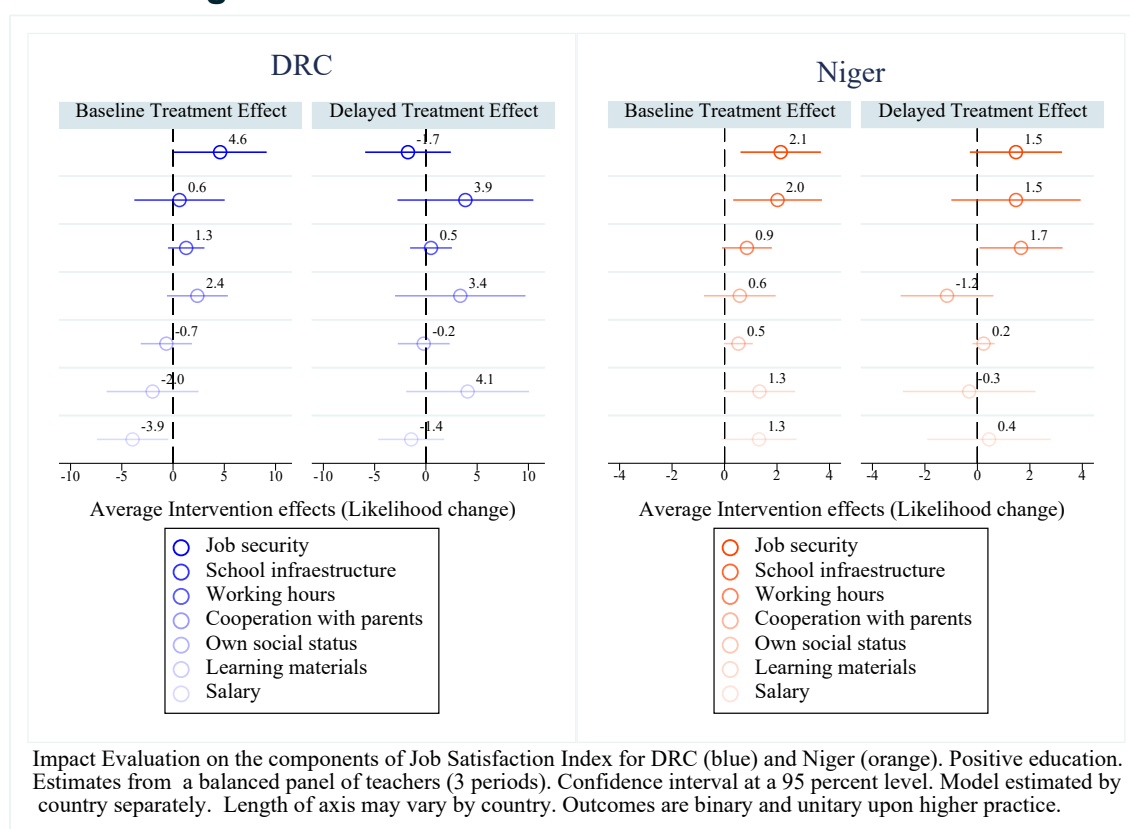 DRC
Niger
Baseline Treatment Effect
Delayed Treatment Effect
Baseline Treatment Effect
Delayed Treatment Effect
4.6
-1.7
2.1
1.5
0.6
3.9
2.0
1.5
1.3
0.5
0.9
1.7
2.4
3.4
0.6
-1.2
-0.7
-0.2
0.5
0.2
-2.0
4.1
1.3
-0.3
-3.9
-1.4
1.3
0.4
-10 -5 0 5 10
-10 -5 0 5 10
-4 -2 0 2 4
-4 -2 0 2 4
Average Intervention effects (Likelihood change)
Average Intervention effects (Likelihood change)
Job security
School infraestructure
Working hours
Cooperation with parents
Own social status
Learning materials
Salary
Job security
School infraestructure
Working hours
Cooperation with parents
Own social status
Learning materials
Salary
Impact Evaluation on the components of Job Satisfaction Index for DRC (blue) and Niger (orange). Positive education.
Estimates from  a balanced panel of teachers (3 periods). Confidence interval at a 95 percent level. Model estimated by
country separately.  Length of axis may vary by country. Outcomes are binary and unitary upon higher practice.